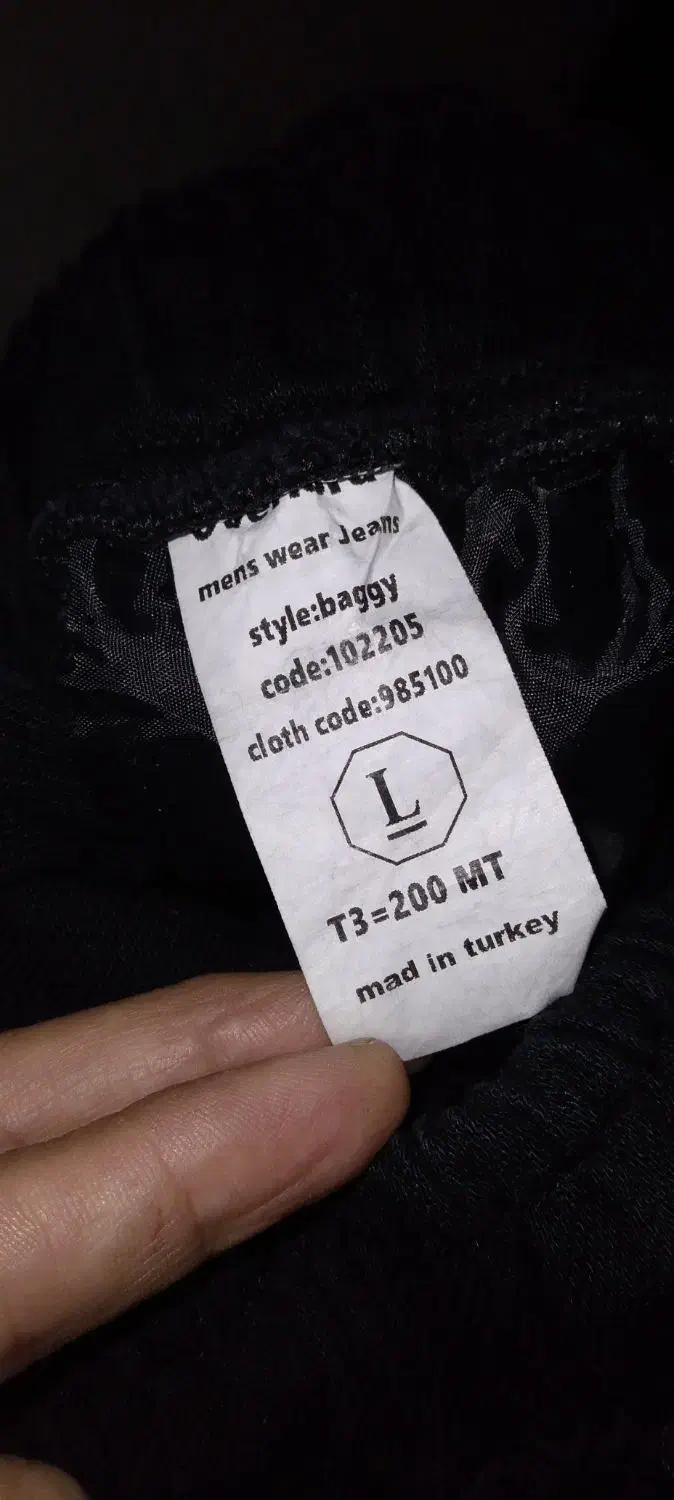 mens wear Jeans
style:baggy
code:102205
cloth code:985100
L
T3=200 MT
mad in turkey